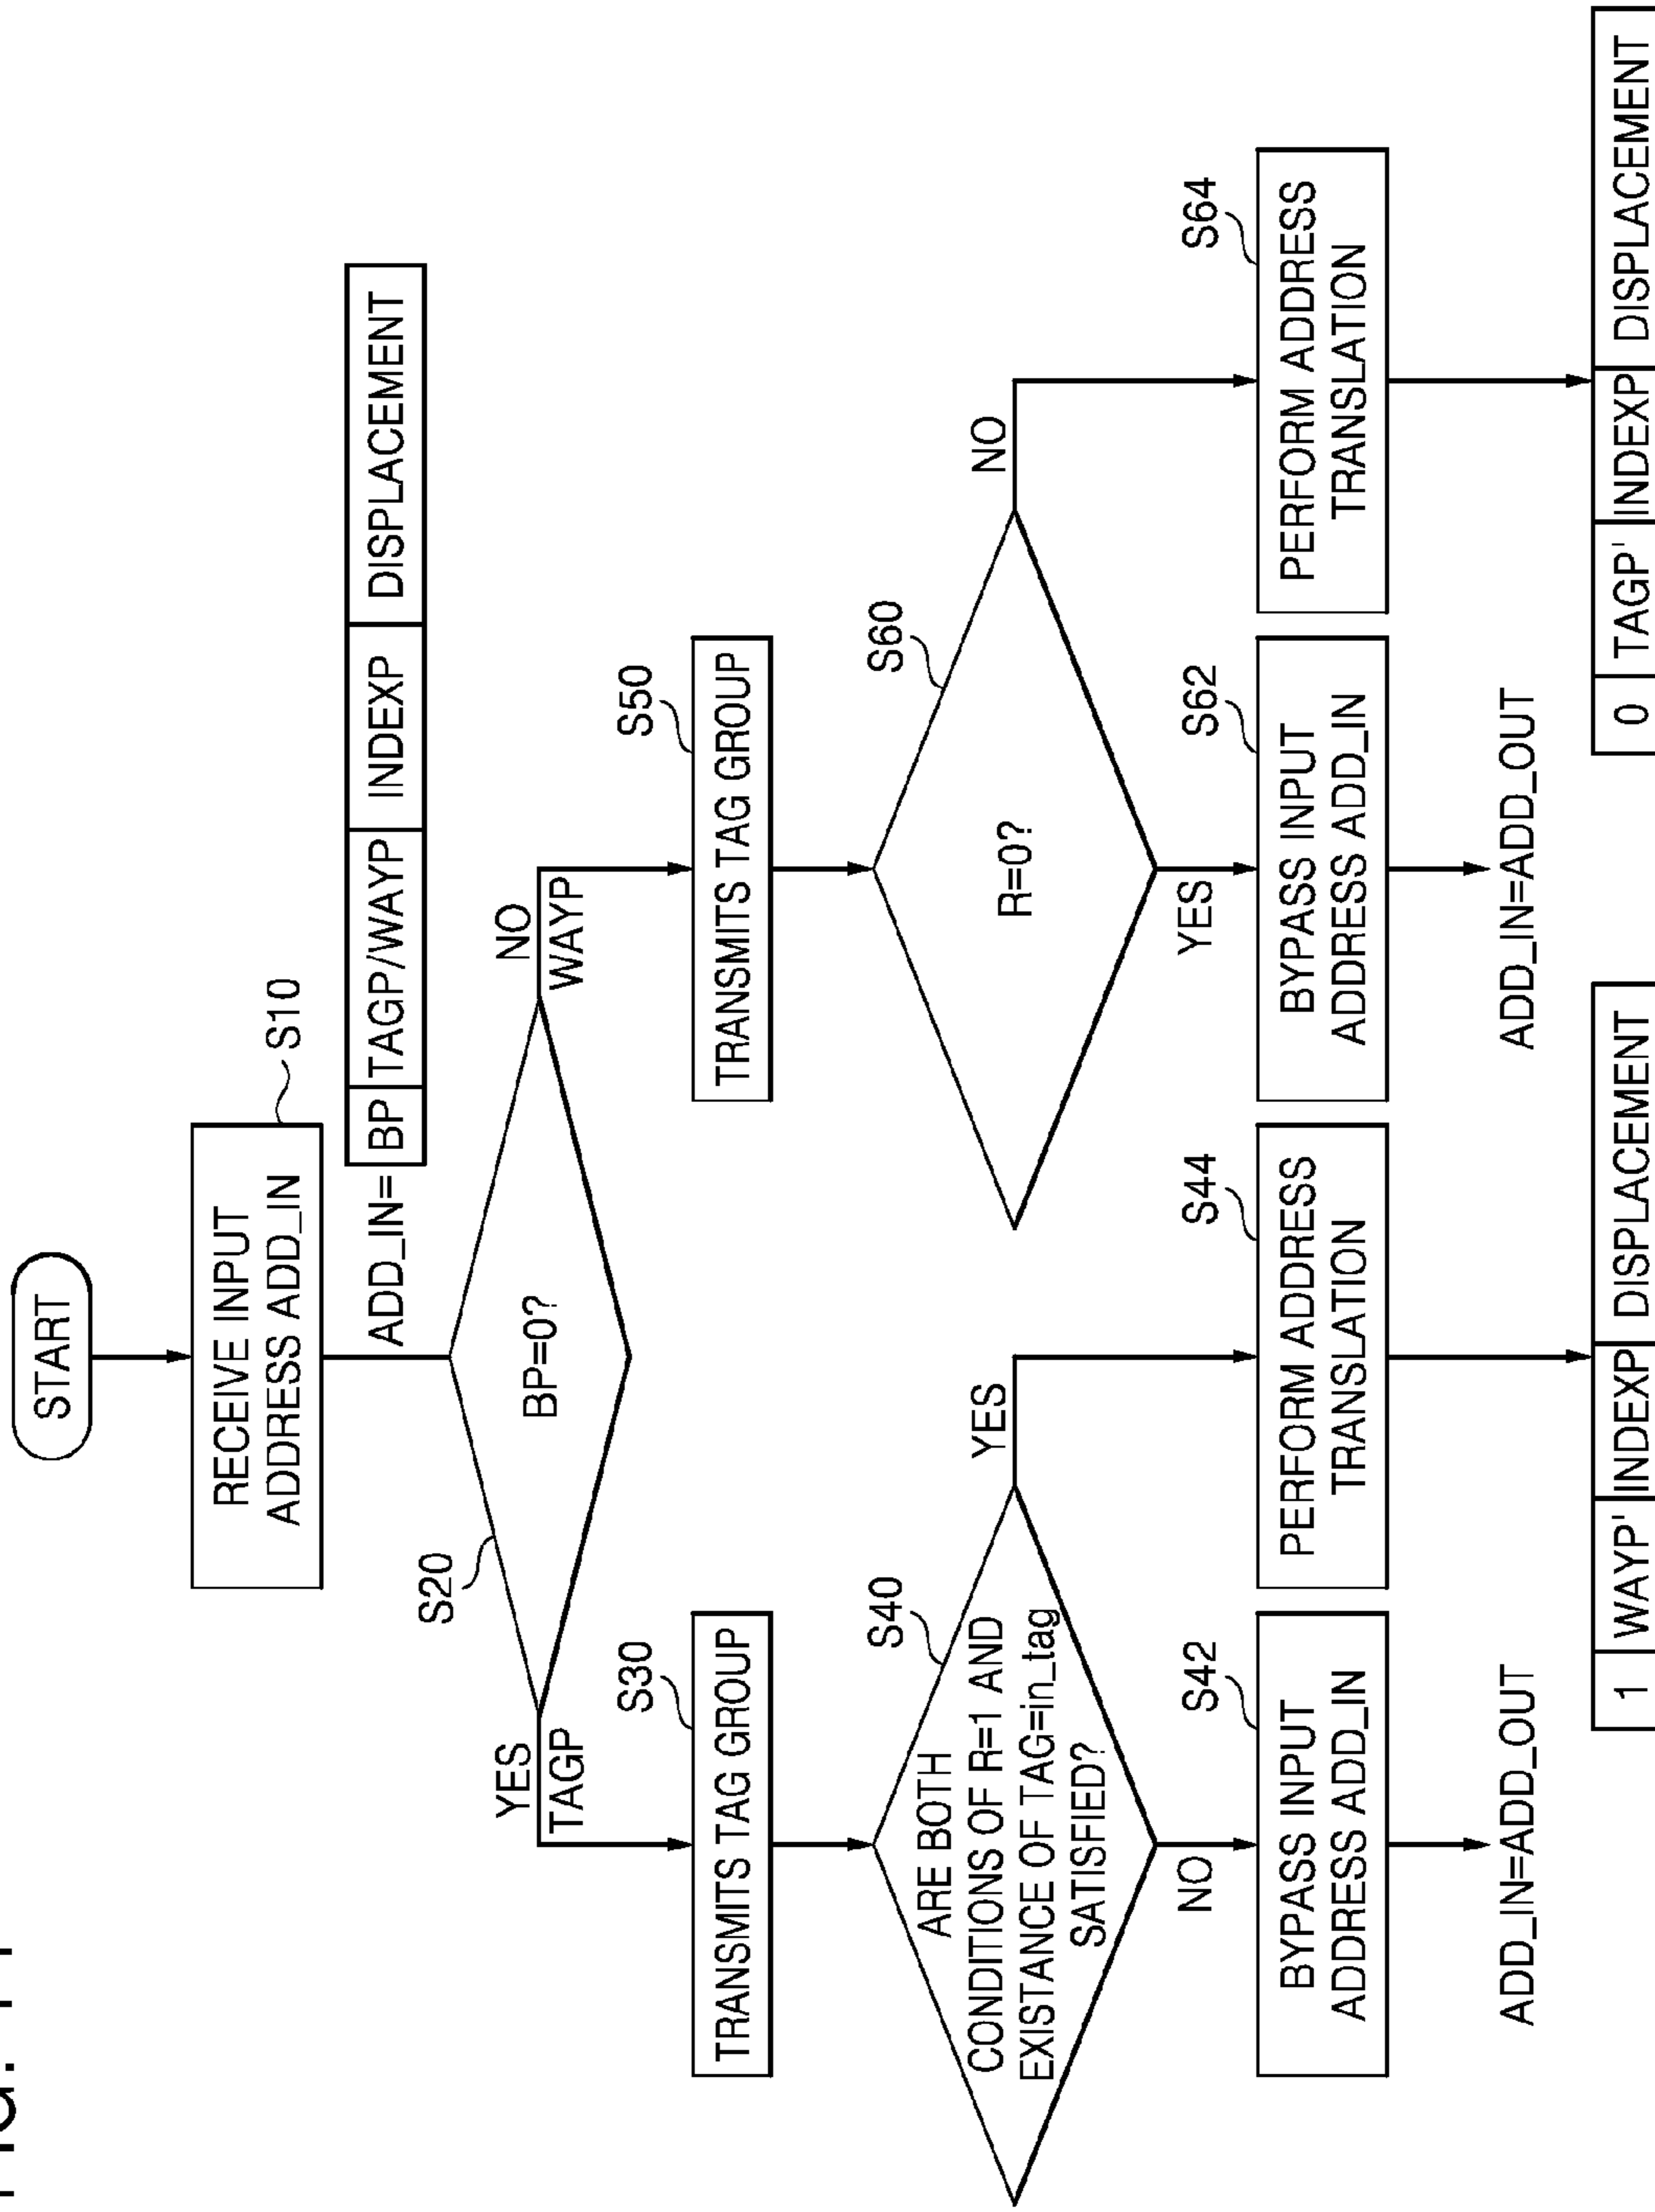 START
RECEIVE INPUT
ADDRESS ADD_IN
S10
ADD_IN=
BP TAGP/WAYP INDEXP DISPLACEMENT
S20
BP=0?
YES
TAGP
NO
WAYP
S30
TRANSMITS TAG GROUP
S50
TRANSMITS TAG GROUP
S40
ARE BOTH
CONDITIONS OF R=1 AND
EXISTANCE OF TAG=in_tag
SATISFIED?
YES
NO
S60
R=0?
NO
YES
S42
BYPASS INPUT
ADDRESS ADD_IN
S44
PERFORM ADDRESS
TRANSLATION
S62
BYPASS INPUT
ADDRESS ADD_IN
S64
PERFORM ADDRESS
TRANSLATION
ADD_IN=ADD_OUT
ADD_IN=ADD_OUT
1 WAYP' INDEXP DISPLACEMENT
0 TAGP' INDEXP DISPLACEMENT